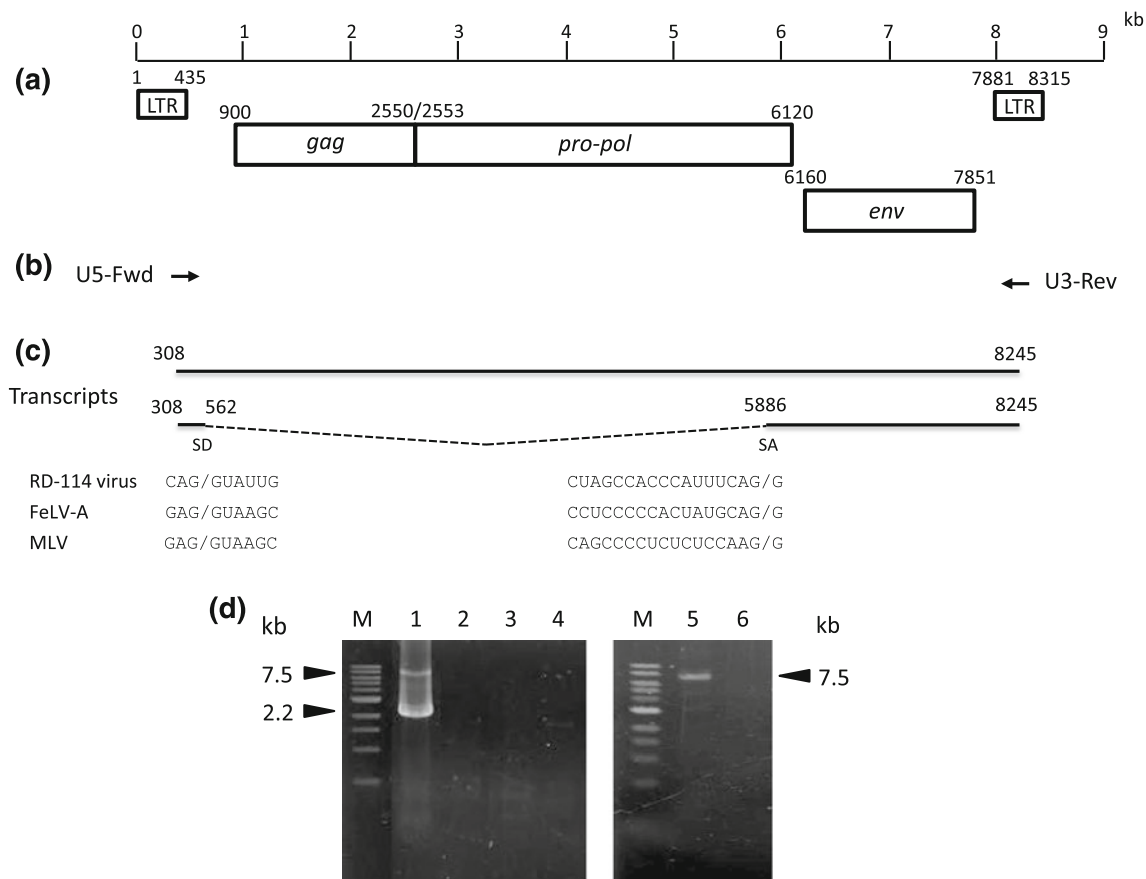 0 1 2 3 4 5 6 7 8 9 kb
(a)
1 435 7881 8315
LTR LTR
900 2550/2553 6120
gag pro-pol
6160 7851
env
(b) U5-Fwd U3-Rev
(c)
308 8245
Transcripts
308 562 5886 8245
SD SA
RD-114 virus CAG/GUAUUG CUAGCCACCCAUUUCAG/G
FeLV-A GAG/GUAAGC CCUCCCCCACUAUGCAG/G
MLV GAG/GUAAGC CAGCCCCUCUCUCCAAG/G
(d)
kb M 1 2 3 4 M 5 6 kb
7.5 7.5
2.2